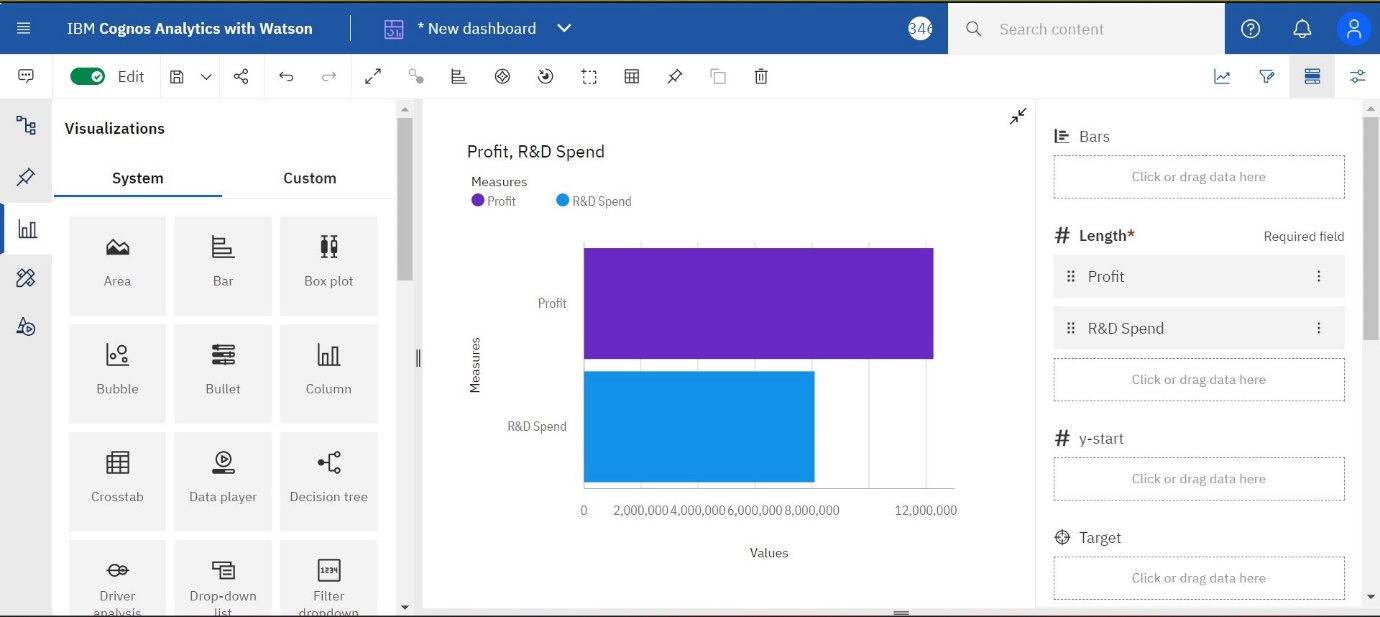 IBM Cognos Analytics with Watson
* New dashboard
346
Search content
Edit
Visualizations
System
Custom
Area
Bar
Box plot
Bubble
Bullet
Column
Crosstab
Data player
Decision tree
Driver
analysis
Drop-down
list
1234
Filter
dropdown
Profit, R&D Spend
Measures
Profit
R&D Spend
Measures
Profit
R&D Spend
0 2,000,000 4,000,000 6,000,000 8,000,000 12,000,000
Values
Bars
Click or drag data here
# Length* Required field
Profit
R&D Spend
Click or drag data here
# y-start
Click or drag data here
Target
Click or drag data here